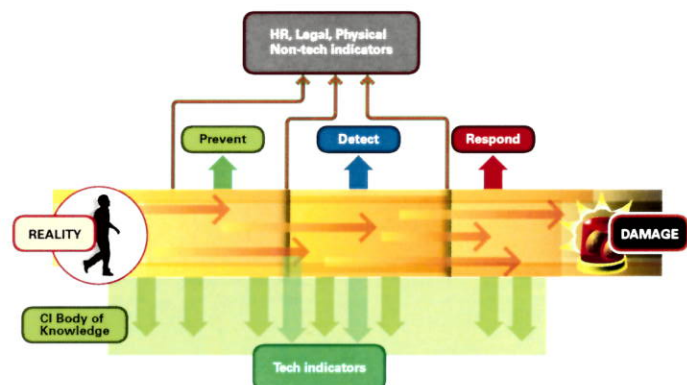 HR, Legal, Physical
Non-tech indicators
Prevent
Detect
Respond
REALITY
DAMAGE
CI Body of
Knowledge
Tech indicators